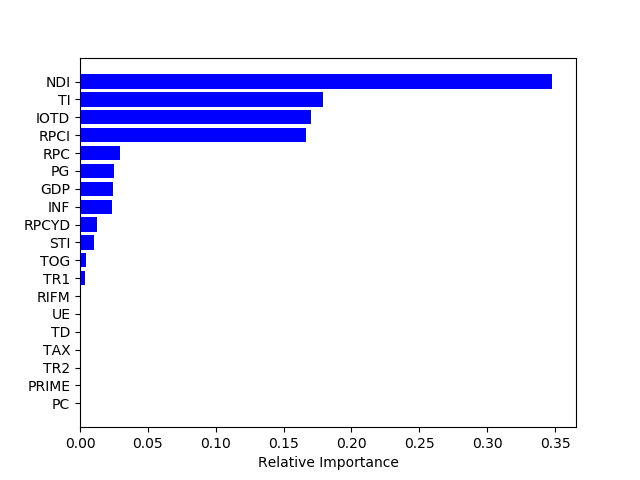 NDI
TI
IOTD
RPCI
RPC
PG
GDP
INF
RPCYD
STI
TOG
TR1
RIFM
UE
TD
TAX
TR2
PRIME
PC
0.00 0.05 0.10 0.15 0.20 0.25 0.30 0.35
Relative Importance